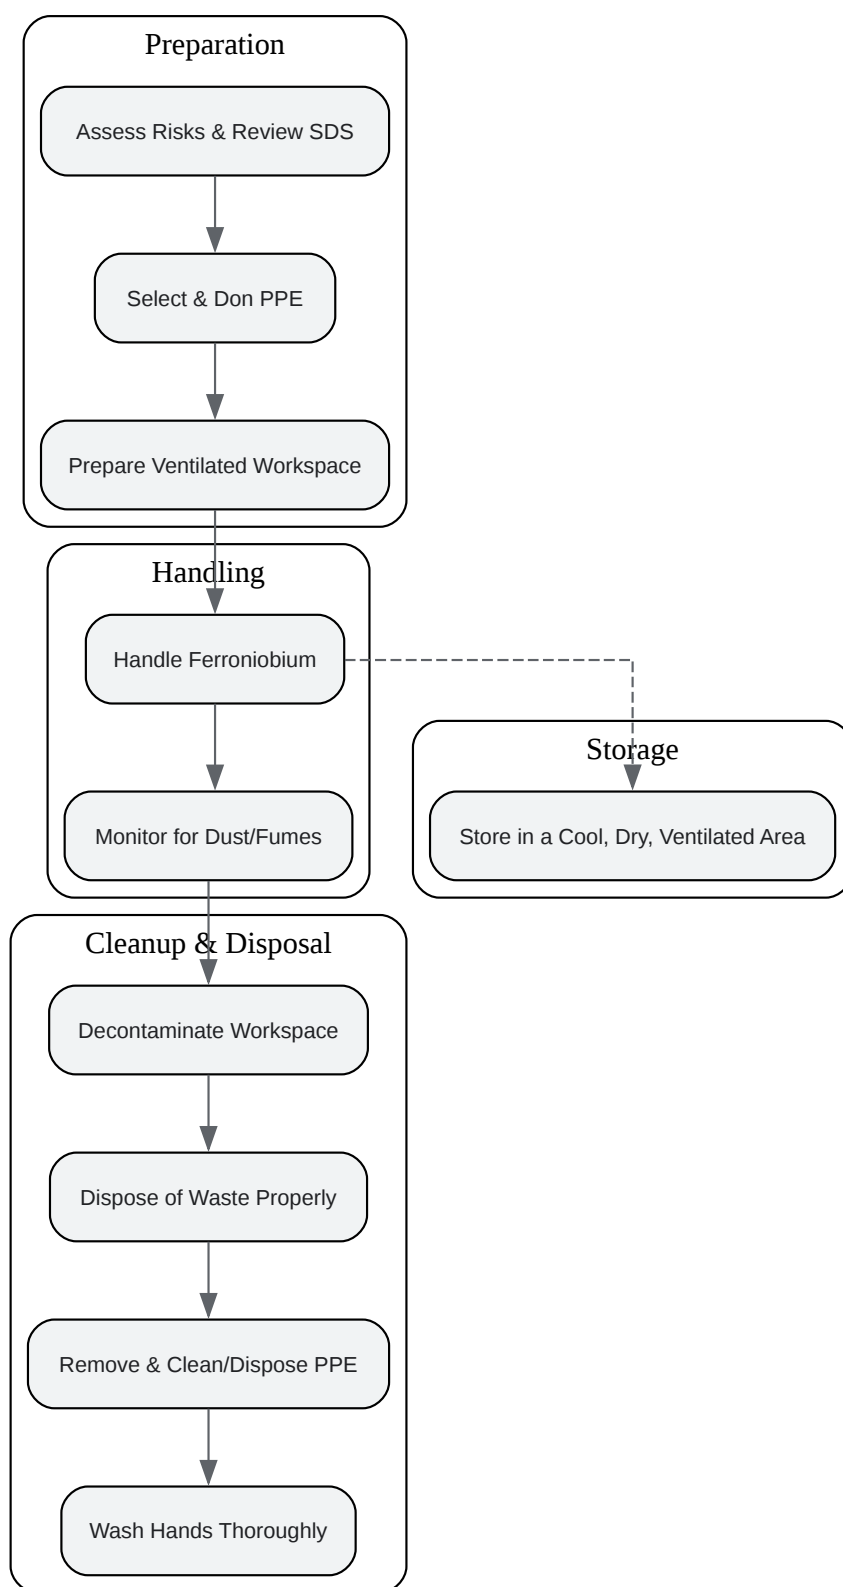 Preparation
Assess Risks & Review SDS
Select & Don PPE
Prepare Ventilated Workspace
Handling
Handle Ferroniobium
Monitor for Dust/Fumes
Storage
Store in a Cool, Dry, Ventilated Area
Cleanup & Disposal
Decontaminate Workspace
Dispose of Waste Properly
Remove & Clean/Dispose PPE
Wash Hands Thoroughly